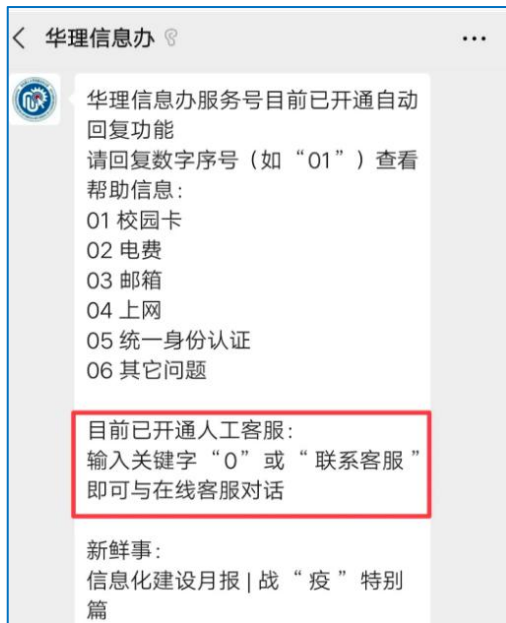 华理信息办
华理信息办服务号目前已开通自动
回复功能
请回复数字序号（如“01”）查看
帮助信息：
01 校园卡
02 电费
03 邮箱
04 上网
05 统一身份认证
06 其它问题
目前已开通人工客服：
输入关键字“0”或“联系客服”
即可与在线客服对话
新鲜事：
信息化建设月报 | 战“疫”特别
篇